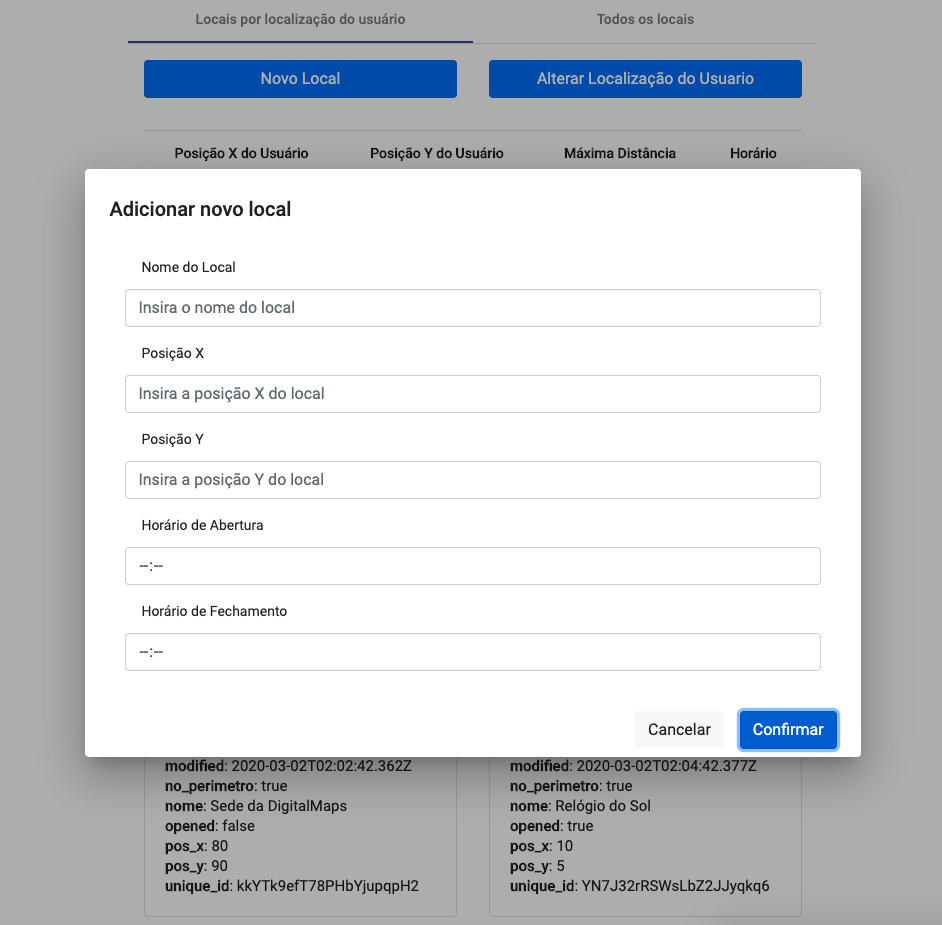 Locais por localização do usuário
Todos os locais
Novo Local
Alterar Localização do Usuario
Posição X do Usuário
Posição Y do Usuário
Máxima Distância
Horário
Adicionar novo local
Nome do Local
Insira o nome do local
Posição X
Insira a posição X do local
Posição Y
Insira a posição Y do local
Horário de Abertura
--:--
Horário de Fechamento
--:--
Cancelar
Confirmar
modified: 2020-03-02T02:02:42.362Z
no_perimetro: true
nome: Sede da DigitalMaps
opened: false
pos_x: 80
pos_y: 90
unique_id: kkYTk9efT78PHbYjupqpH2
modified: 2020-03-02T02:04:42.377Z
no_perimetro: true
nome: Relógio do Sol
opened: true
pos_x: 10
pos_y: 5
unique_id: YN7J32rRSWsLbZ2JJyqkq6